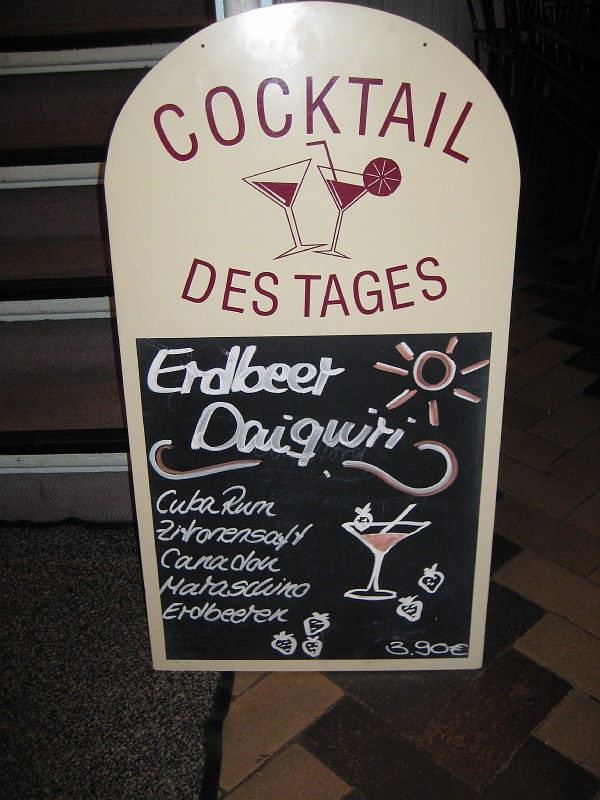 COCKTAIL
DES TAGES
Erdbeer
Daiquiri
Cuba Rum
Zitronensaft
Canadou
Maraschino
Erdbeeren
3.90€